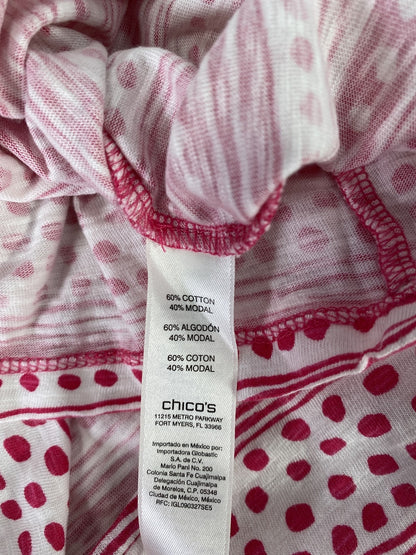 60% COTTON
40% MODAL
60% ALGODÓN
40% MODAL
60% COTON
40% MODAL
chico's
11215 METRO PARKWAY
FORT MYERS, FL 33966
Importado en México por:
Importadora Globastic
S.A. de C.V.
Mario Pani No. 200
Colonia Santa Fe Cuajimalpa
Delegación Cuajimalpa
de Morelos, C.P. 05348
Ciudad de México, México
RFC: IGL090327SE5